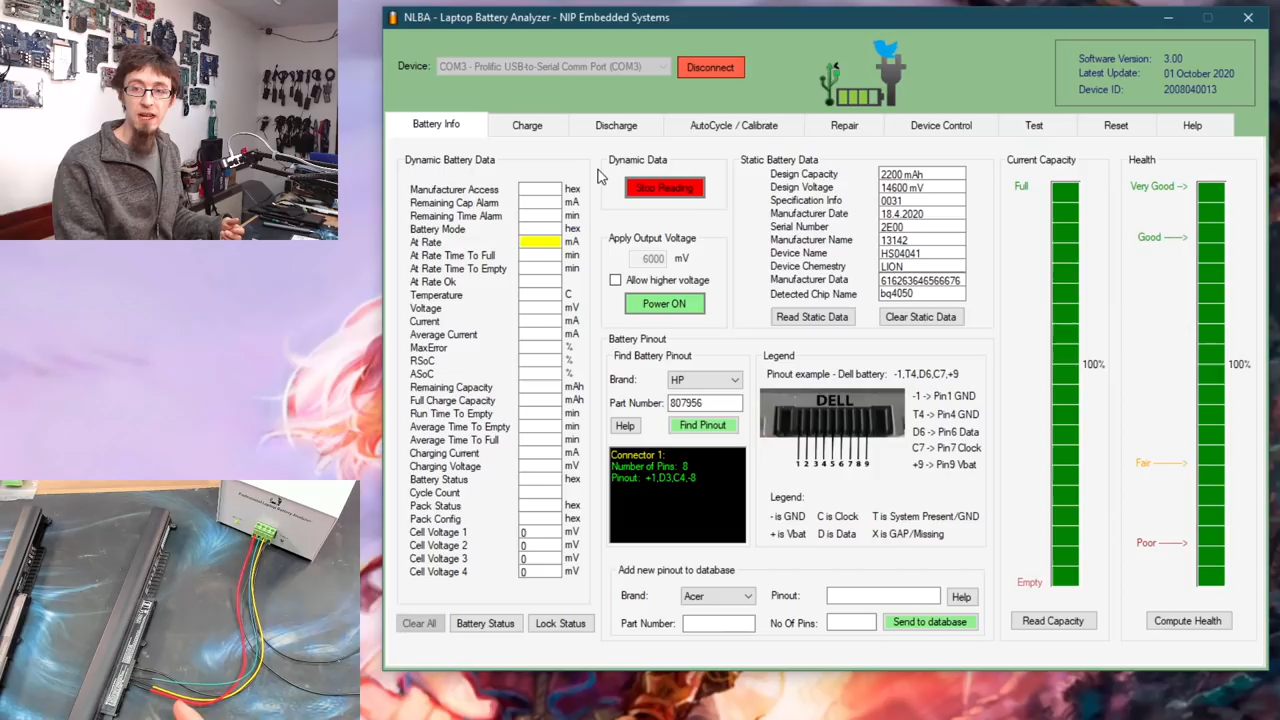 NLBA - Laptop Battery Analyzer - NIP Embedded Systems
Device: COM3 - Prolific USB-to-Serial Comm Port (COM3) Disconnect
Software Version: 3.00
Latest Update: 01 October 2020
Device ID: 2008040013
Battery Info Charge Discharge AutoCycle / Calibrate Repair Device Control Test Reset Help
Dynamic Battery Data
Manufacturer Access hex
Remaining Cap Alarm mA
Remaining Time Alarm min
Battery Mode hex
At Rate mA
At Rate Time To Full min
At Rate Time To Empty min
At Rate Ok
Temperature C
Voltage mV
Current mA
Average Current mA
MaxError %
RSoC %
ASoC %
Remaining Capacity mAh
Full Charge Capacity mAh
Run Time To Empty min
Average Time To Empty min
Average Time To Full min
Charging Current mA
Charging Voltage mV
Battery Status hex
Cycle Count
Pack Status hex
Pack Config hex
Cell Voltage 1 0 mV
Cell Voltage 2 0 mV
Cell Voltage 3 0 mV
Cell Voltage 4 0 mV
Clear All Battery Status Lock Status
Dynamic Data
Stop Reading
Apply Output Voltage
6000 mV
Allow higher voltage
Power ON
Static Battery Data
Design Capacity 2200 mAh
Design Voltage 14600 mV
Specification Info 0031
Manufacturer Date 18.4.2020
Serial Number 2E00
Manufacturer Name 13142
Device Name HS04041
Device Chemestry LION
Manufacturer Data 616263646566676
Detected Chip Name bq4050
Read Static Data Clear Static Data
Battery Pinout
Find Battery Pinout
Brand: HP
Part Number: 807956
Help Find Pinout
Connector 1:
Number of Pins: 8
Pinout: +1,D3,C4,-8
Legend
Pinout example - Dell battery: -1,T4,D6,C7,+9
DELL
1 2 3 4 5 6 7 8 9
-1 -> Pin1 GND
T4 -> Pin4 GND
D6 -> Pin6 Data
C7 -> Pin7 Clock
+9 -> Pin9 Vbat
Legend:
- is GND C is Clock T is System Present/GND
+ is Vbat D is Data X is GAP/Missing
Add new pinout to database
Brand: Acer Pinout: Help
Part Number: No Of Pins: Send to database
Current Capacity
Full
100%
Empty
Read Capacity
Health
Very Good -->
Good ---->
100%
Fair ---->
Poor ---->
Compute Health
Professional Laptop Battery Analyzer